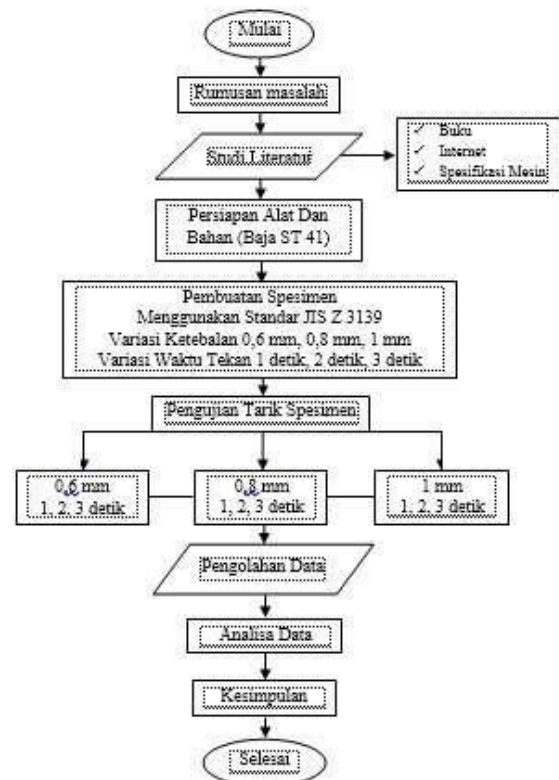 Mulai
Rumusan masalah
Studi Literatur
✓ Buku
✓ Internet
✓ Spesifikasi Mesin
Persiapan Alat Dan
Bahan (Baja ST 41)
Pembuatan Spesimen
Menggunakan Standar JIS Z 3139
Variasi Ketebalan 0,6 mm, 0,8 mm, 1 mm
Variasi Waktu Tekan 1 detik, 2 detik, 3 detik
Pengujian Tarik Spesimen
0,6 mm
1, 2, 3 detik
0,8 mm
1, 2, 3 detik
1 mm
1, 2, 3 detik
Pengolahan Data
Analisa Data
Kesimpulan
Selesai